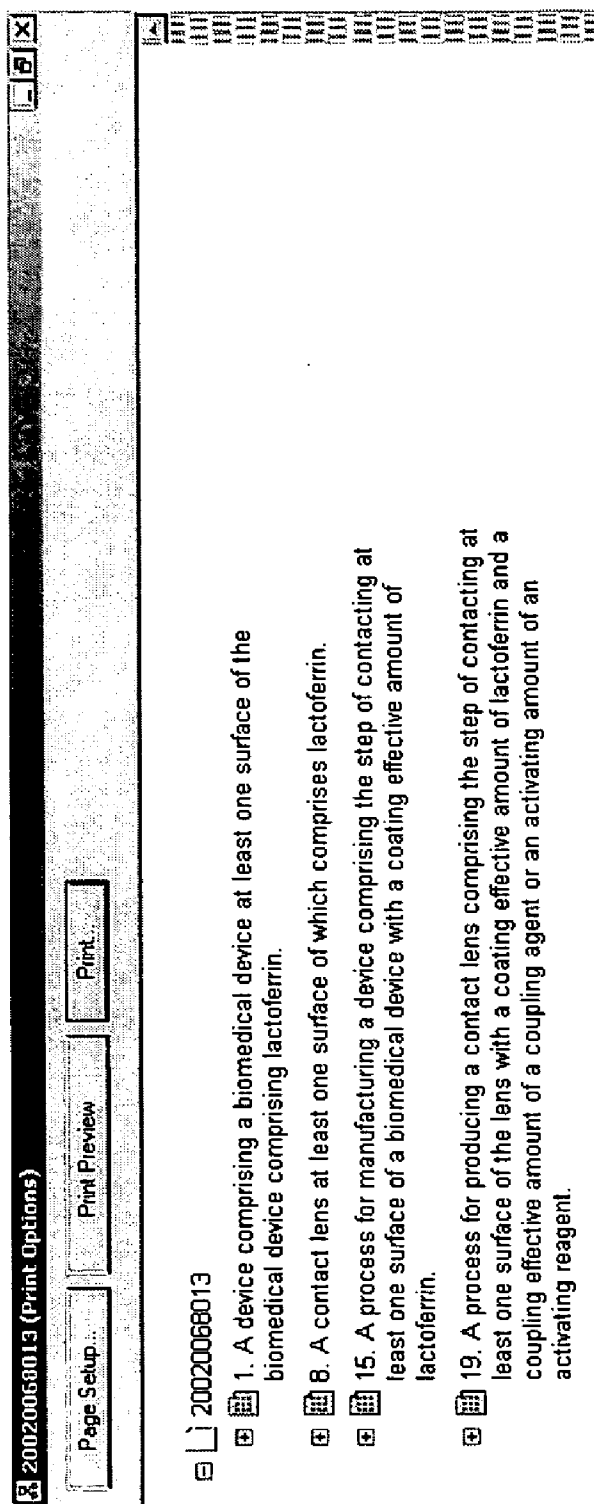 20020068013 (Print Options)
Page Setup... Print Preview Print...
20020068013
1. A device comprising a biomedical device at least one surface of the
biomedical device comprising lactoferrin.
8. A contact lens at least one surface of which comprises lactoferrin.
15. A process for manufacturing a device comprising the step of contacting at
least one surface of a biomedical device with a coating effective amount of
lactoferrin.
19. A process for producing a contact lens comprising the step of contacting at
least one surface of the lens with a coating effective amount of lactoferrin and a
coupling effective amount of a coupling agent or an activating amount of an
activating reagent.